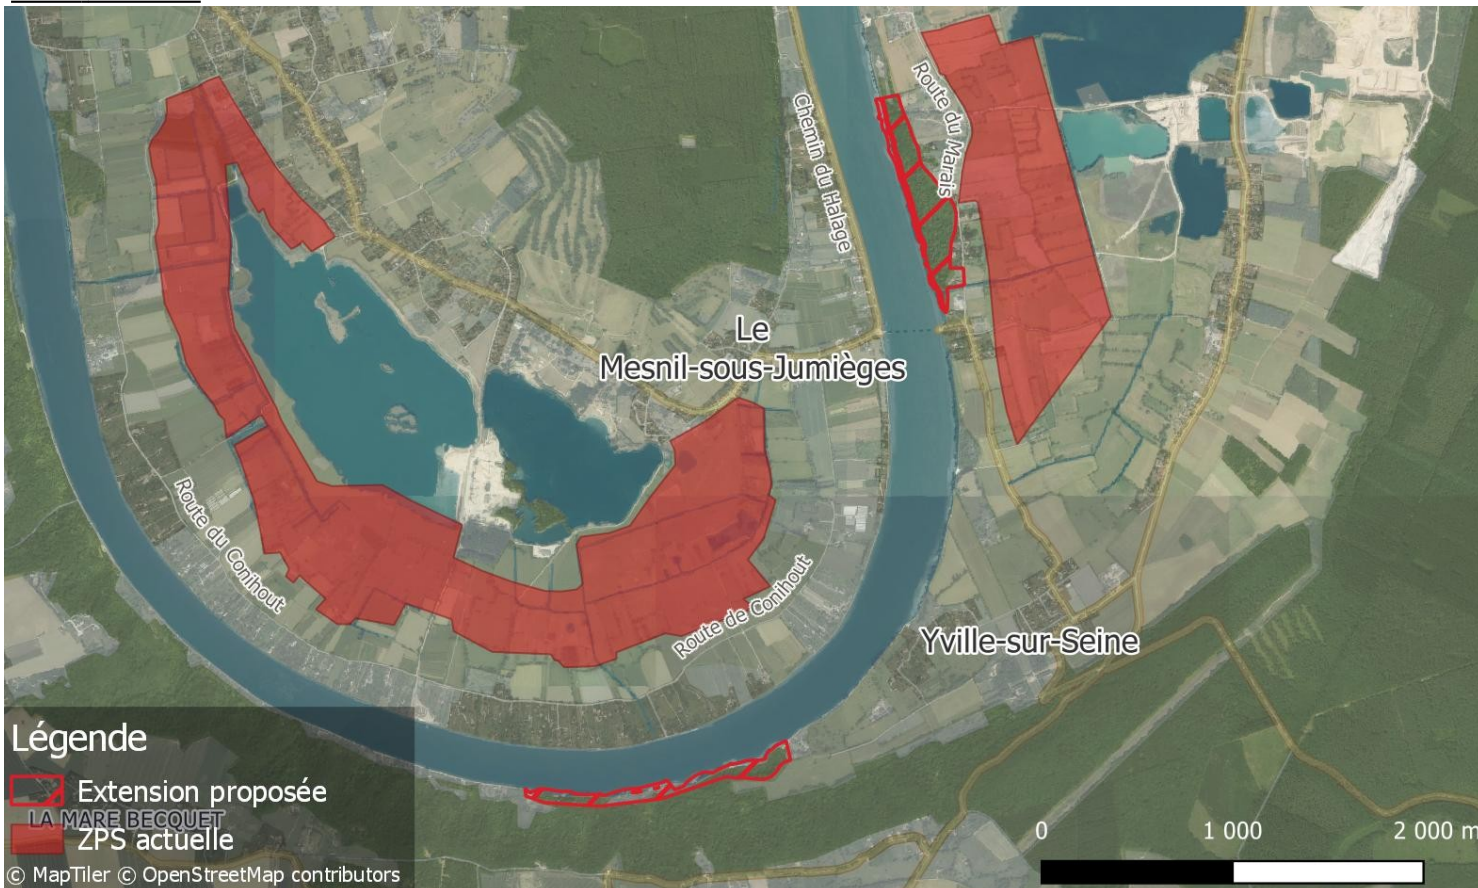 Route du Marais
Chemin du Halage
Le
Mesnil-sous-Jumièges
Route du Conihout
Route de Conihout
Yville-sur-Seine
Légende
Extension proposée
LA MARE BECQUET
ZPS actuelle
© MapTiler © OpenStreetMap contributors
0 1 000 2 000 m